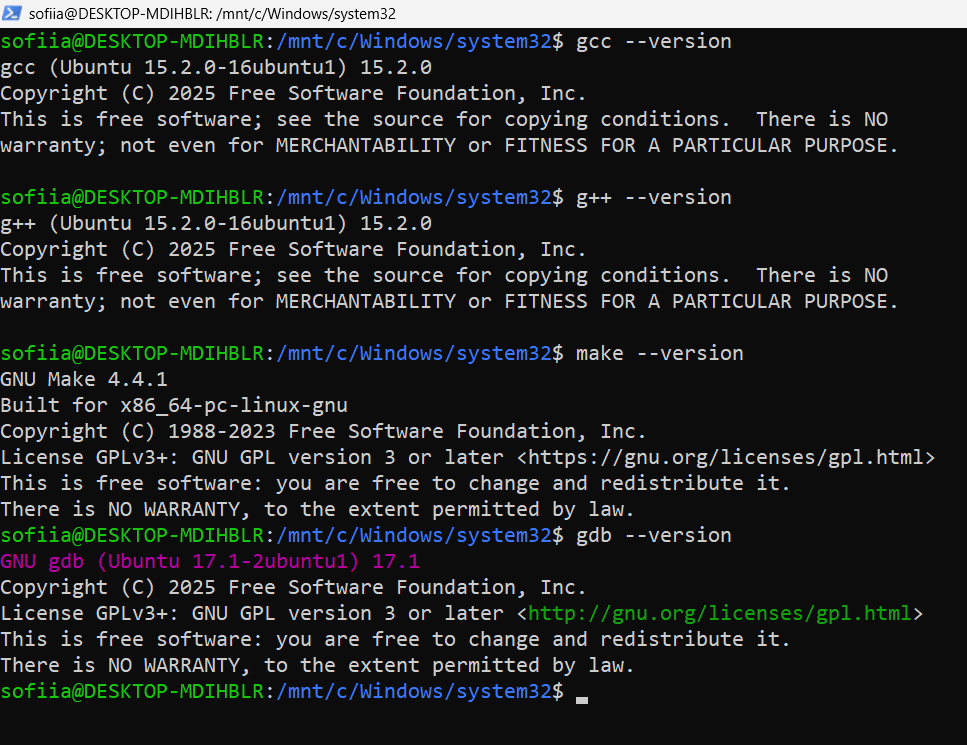 sofiia@DESKTOP-MDIHBLR: /mnt/c/Windows/system32
sofiia@DESKTOP-MDIHBLR:/mnt/c/Windows/system32$ gcc --version
gcc (Ubuntu 15.2.0-16ubuntu1) 15.2.0
Copyright (C) 2025 Free Software Foundation, Inc.
This is free software; see the source for copying conditions.  There is NO
warranty; not even for MERCHANTABILITY or FITNESS FOR A PARTICULAR PURPOSE.

sofiia@DESKTOP-MDIHBLR:/mnt/c/Windows/system32$ g++ --version
g++ (Ubuntu 15.2.0-16ubuntu1) 15.2.0
Copyright (C) 2025 Free Software Foundation, Inc.
This is free software; see the source for copying conditions.  There is NO
warranty; not even for MERCHANTABILITY or FITNESS FOR A PARTICULAR PURPOSE.

sofiia@DESKTOP-MDIHBLR:/mnt/c/Windows/system32$ make --version
GNU Make 4.4.1
Built for x86_64-pc-linux-gnu
Copyright (C) 1988-2023 Free Software Foundation, Inc.
License GPLv3+: GNU GPL version 3 or later <https://gnu.org/licenses/gpl.html>
This is free software: you are free to change and redistribute it.
There is NO WARRANTY, to the extent permitted by law.
sofiia@DESKTOP-MDIHBLR:/mnt/c/Windows/system32$ gdb --version
GNU gdb (Ubuntu 17.1-2ubuntu1) 17.1
Copyright (C) 2025 Free Software Foundation, Inc.
License GPLv3+: GNU GPL version 3 or later <http://gnu.org/licenses/gpl.html>
This is free software: you are free to change and redistribute it.
There is NO WARRANTY, to the extent permitted by law.
sofiia@DESKTOP-MDIHBLR:/mnt/c/Windows/system32$